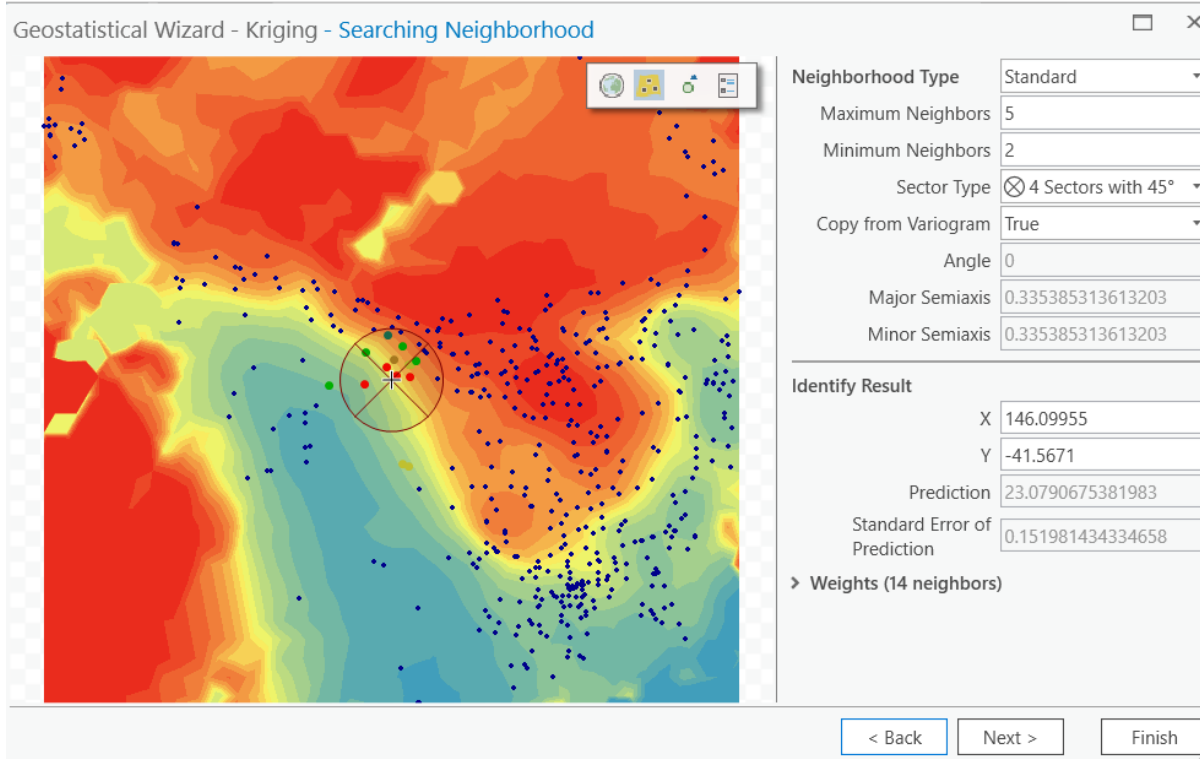 Geostatistical Wizard - Kriging - Searching Neighborhood
Neighborhood Type Standard
Maximum Neighbors 5
Minimum Neighbors 2
Sector Type 4 Sectors with 45°
Copy from Variogram True
Angle 0
Major Semiaxis 0.335385313613203
Minor Semiaxis 0.335385313613203
Identify Result
X 146.09955
Y -41.5671
Prediction 23.0790675381983
Standard Error of
Prediction 0.151981434334658
> Weights (14 neighbors)
< Back Next > Finish